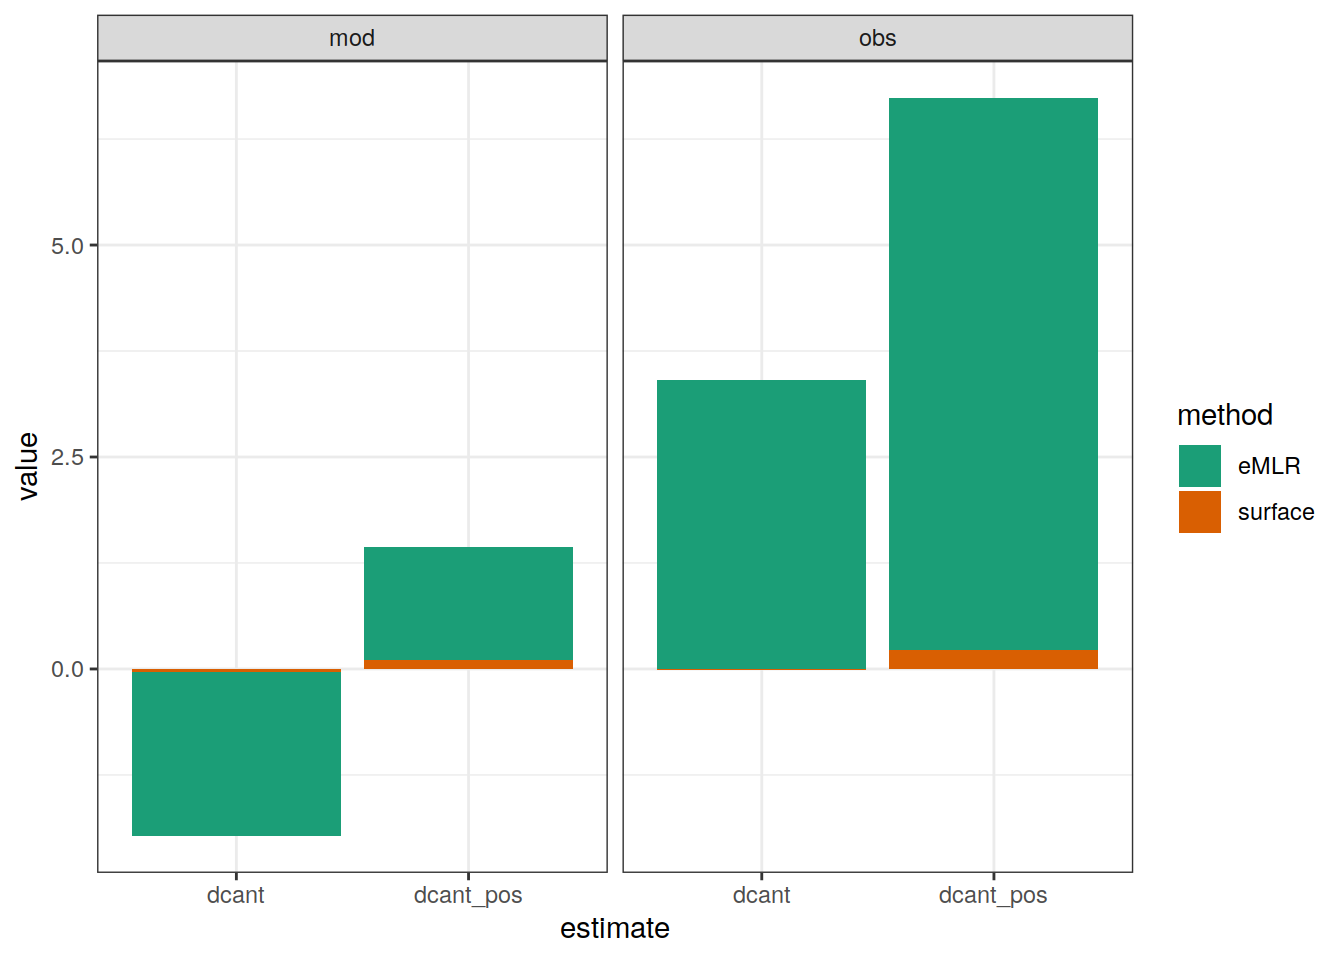 mod
obs
5.0
2.5
0.0
value
dcant
dcant_pos
dcant
dcant_pos
estimate
method
eMLR
surface